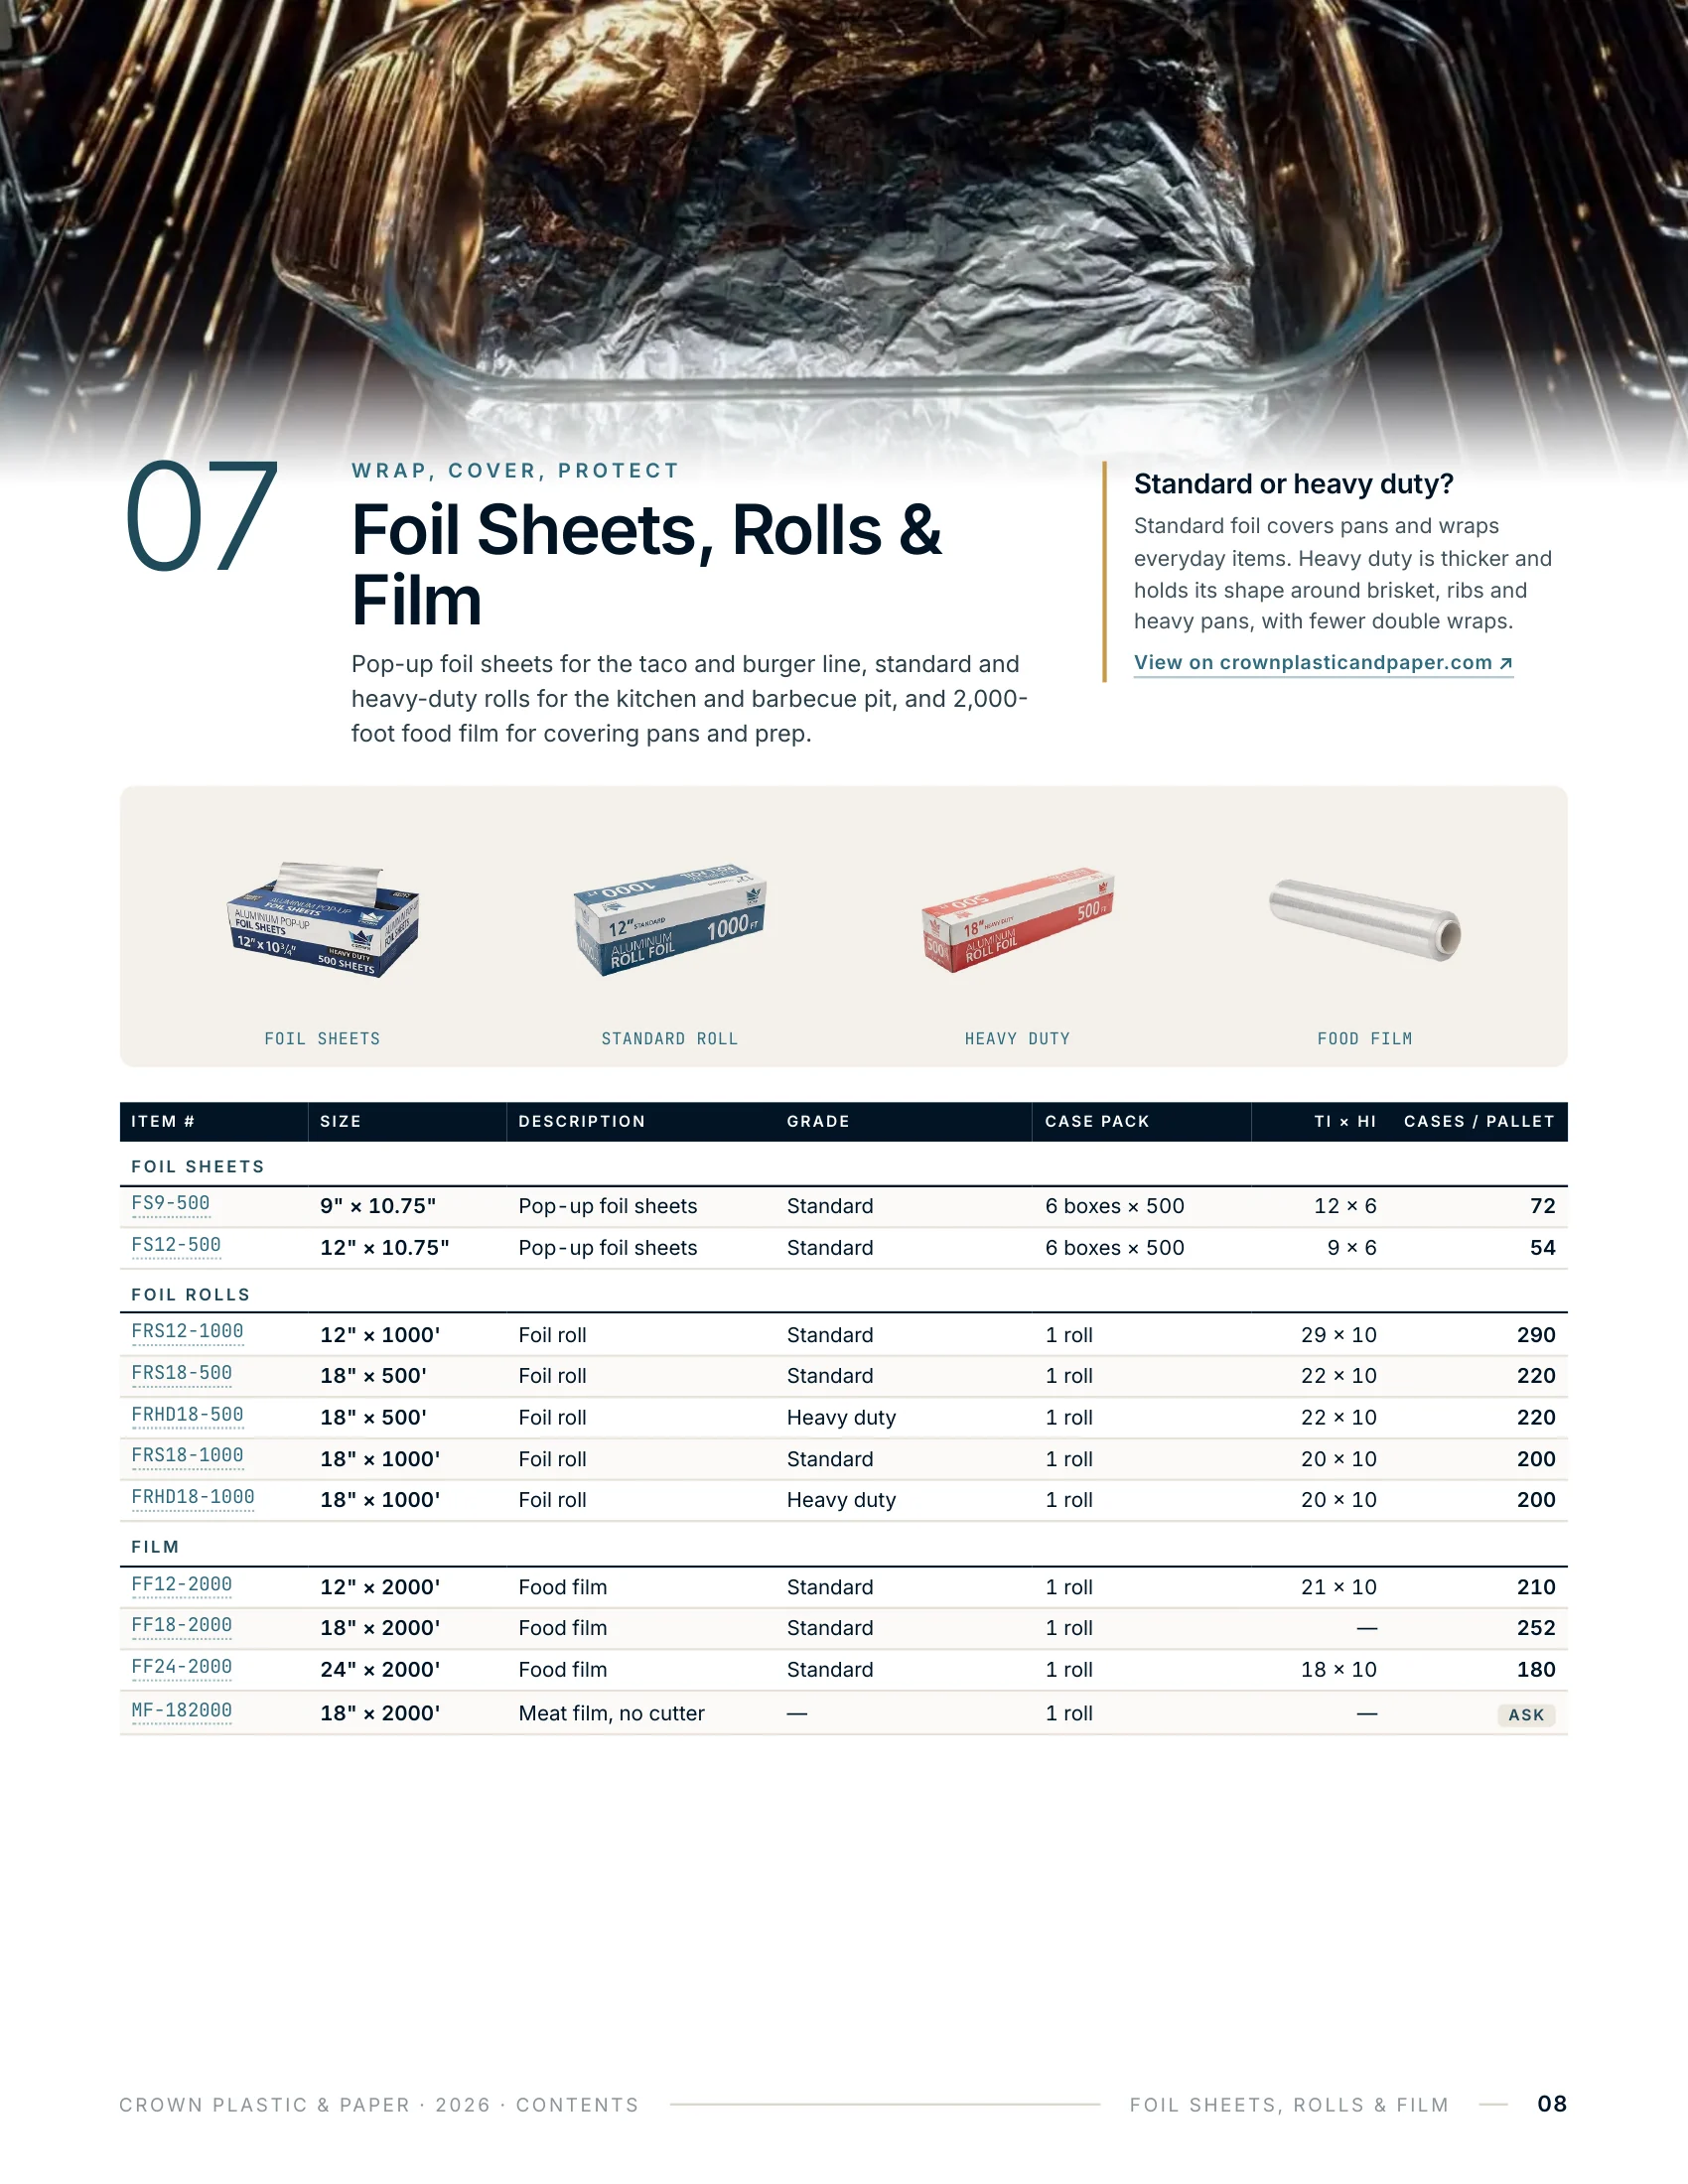 07
WRAP, COVER, PROTECT
Foil Sheets, Rolls &
Film
Pop-up foil sheets for the taco and burger line, standard and
heavy-duty rolls for the kitchen and barbecue pit, and 2,000-
foot food film for covering pans and prep.
Standard or heavy duty?
Standard foil covers pans and wraps
everyday items. Heavy duty is thicker and
holds its shape around brisket, ribs and
heavy pans, with fewer double wraps.
View on crownplasticandpaper.com ↗
ALUMINUM POP-UP
FOIL SHEETS
ALUMINUM POP-UP
FOIL SHEETS
12" x 10 3/4"
HEAVY DUTY
500 SHEETS
1000 FT
12" STANDARD
ALUMINUM
ROLL FOIL
1000 FT
500
18" HEAVY DUTY
ALUMINUM
ROLL FOIL
500 FT
500
FOIL SHEETS STANDARD ROLL HEAVY DUTY FOOD FILM
ITEM # SIZE DESCRIPTION GRADE CASE PACK TI × HI CASES / PALLET
FOIL SHEETS
FS9-500 9" × 10.75" Pop-up foil sheets Standard 6 boxes × 500 12 × 6 72
FS12-500 12" × 10.75" Pop-up foil sheets Standard 6 boxes × 500 9 × 6 54
FOIL ROLLS
FRS12-1000 12" × 1000' Foil roll Standard 1 roll 29 × 10 290
FRS18-500 18" × 500' Foil roll Standard 1 roll 22 × 10 220
FRHD18-500 18" × 500' Foil roll Heavy duty 1 roll 22 × 10 220
FRS18-1000 18" × 1000' Foil roll Standard 1 roll 20 × 10 200
FRHD18-1000 18" × 1000' Foil roll Heavy duty 1 roll 20 × 10 200
FILM
FF12-2000 12" × 2000' Food film Standard 1 roll 21 × 10 210
FF18-2000 18" × 2000' Food film Standard 1 roll — 252
FF24-2000 24" × 2000' Food film Standard 1 roll 18 × 10 180
MF-182000 18" × 2000' Meat film, no cutter — 1 roll — ASK
CROWN PLASTIC & PAPER · 2026 · CONTENTS FOIL SHEETS, ROLLS & FILM — 08